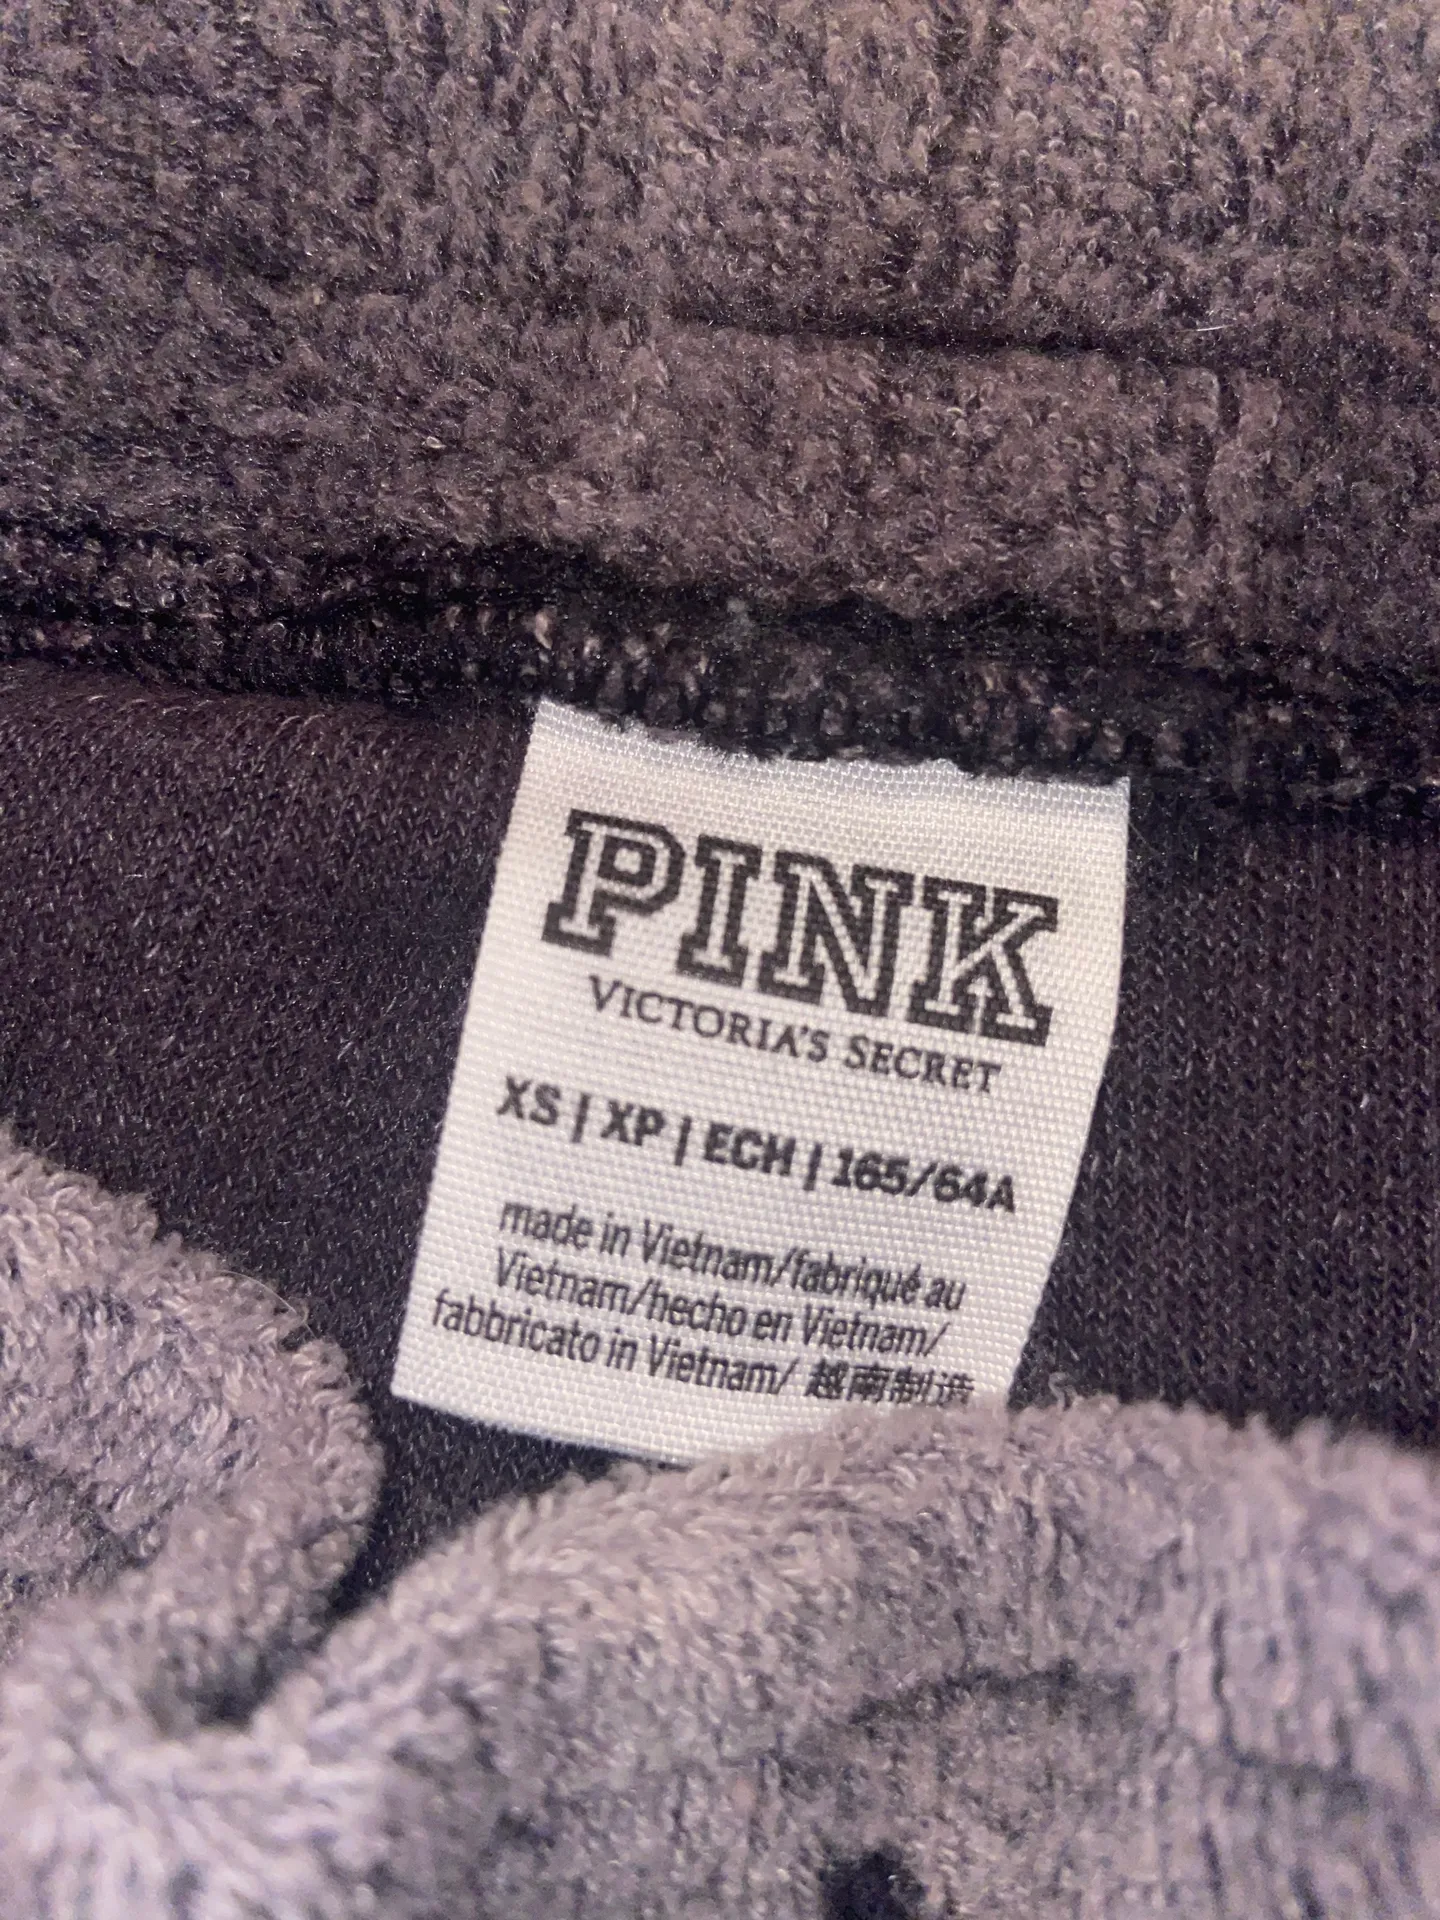 PINK
VICTORIA'S SECRET
XS | XP | ECH | 165/64A
made in Vietnam/fabriqué au
Vietnam/hecho en Vietnam/
fabbricato in Vietnam/ 越南制造